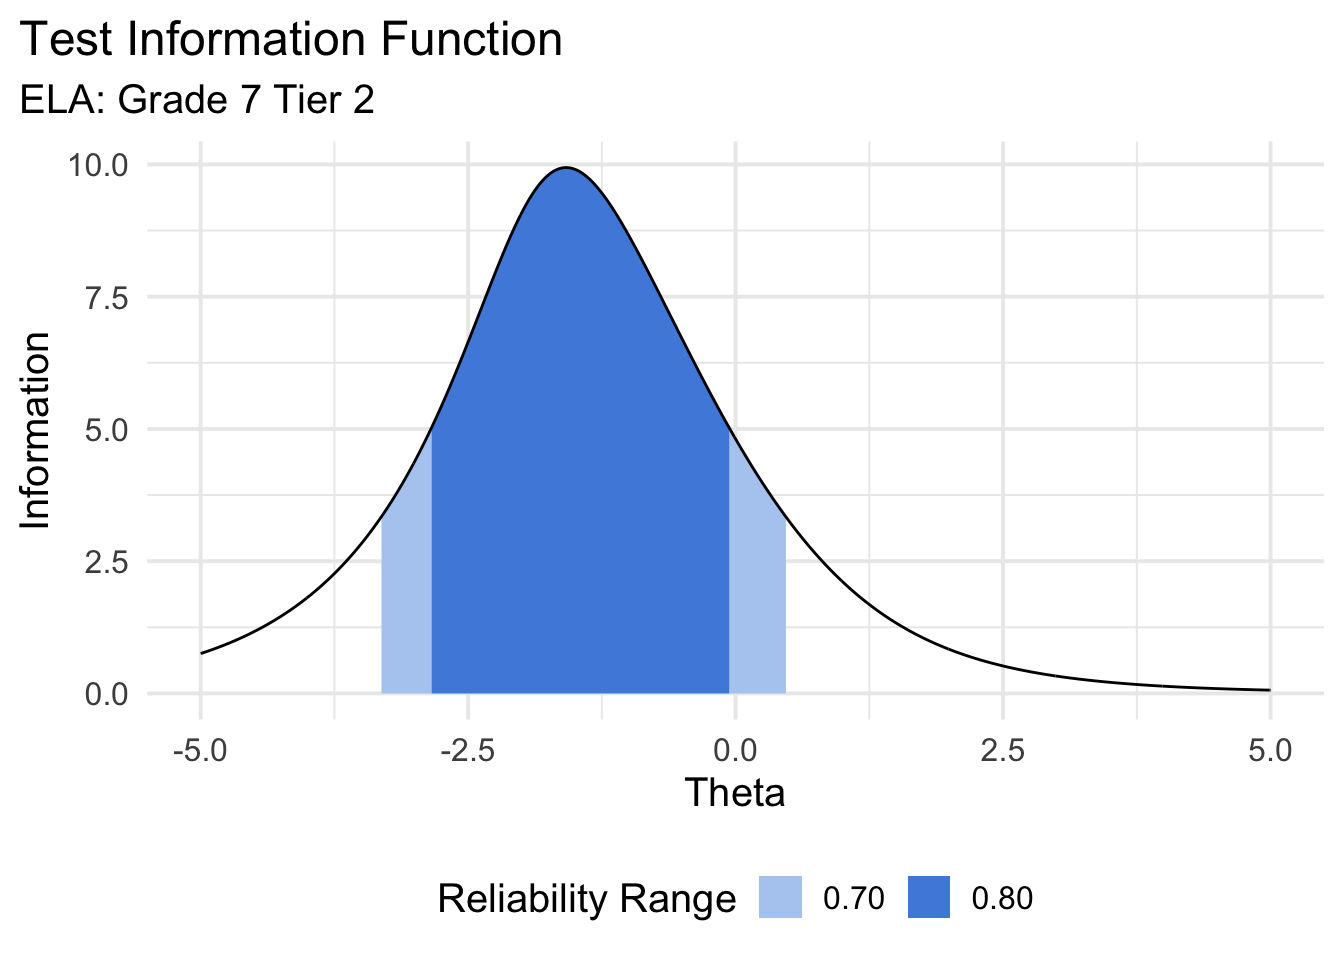 Test Information Function
ELA: Grade 7 Tier 2
10.0
7.5
5.0
2.5
0.0
Information
-5.0 -2.5 0.0 2.5 5.0
Theta
Reliability Range 0.70 0.80